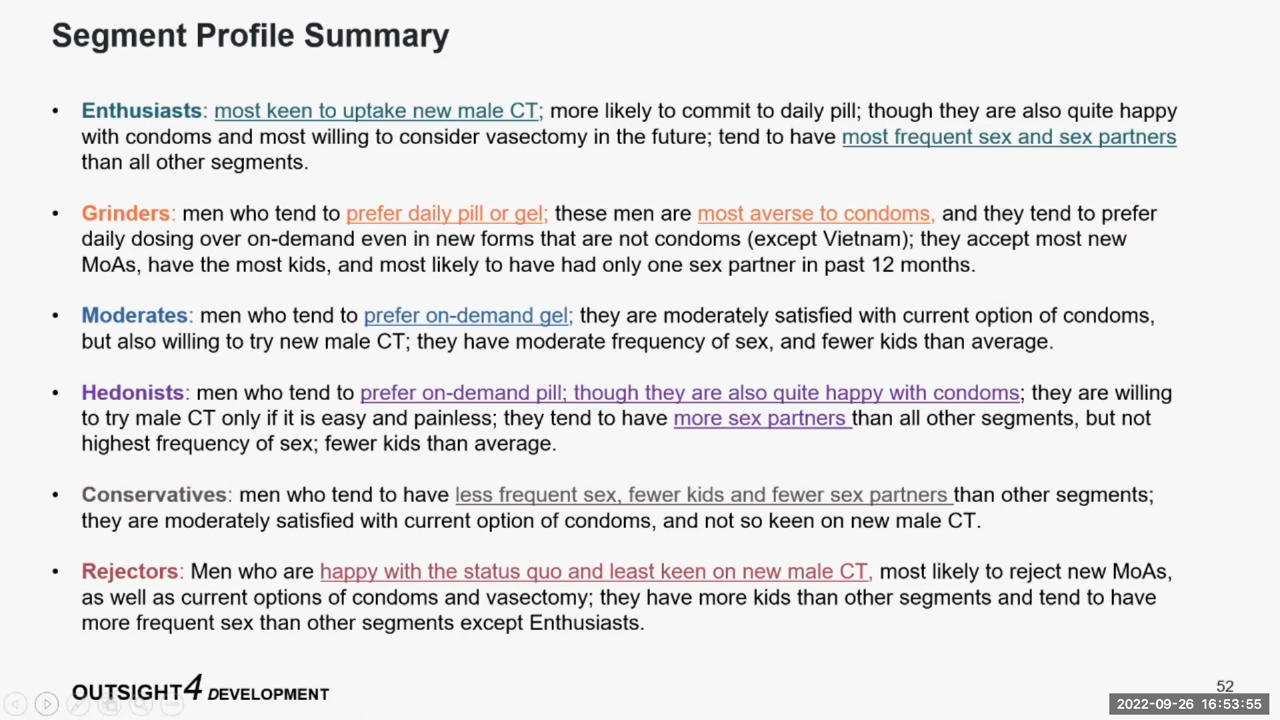 Segment Profile Summary
• Enthusiasts: most keen to uptake new male CT; more likely to commit to daily pill; though they are also quite happy
with condoms and most willing to consider vasectomy in the future; tend to have most frequent sex and sex partners
than all other segments.
• Grinders: men who tend to prefer daily pill or gel; these men are most averse to condoms, and they tend to prefer
daily dosing over on-demand even in new forms that are not condoms (except Vietnam); they accept most new
MoAs, have the most kids, and most likely to have had only one sex partner in past 12 months.
• Moderates: men who tend to prefer on-demand gel; they are moderately satisfied with current option of condoms,
but also willing to try new male CT; they have moderate frequency of sex, and fewer kids than average.
• Hedonists: men who tend to prefer on-demand pill; though they are also quite happy with condoms; they are willing
to try male CT only if it is easy and painless; they tend to have more sex partners than all other segments, but not
highest frequency of sex; fewer kids than average.
• Conservatives: men who tend to have less frequent sex, fewer kids and fewer sex partners than other segments;
they are moderately satisfied with current option of condoms, and not so keen on new male CT.
• Rejectors: Men who are happy with the status quo and least keen on new male CT, most likely to reject new MoAs,
as well as current options of condoms and vasectomy; they have more kids than other segments and tend to have
more frequent sex than other segments except Enthusiasts.
OUTSIGHT4 DEVELOPMENT
52
2022-09-26 16:53:55